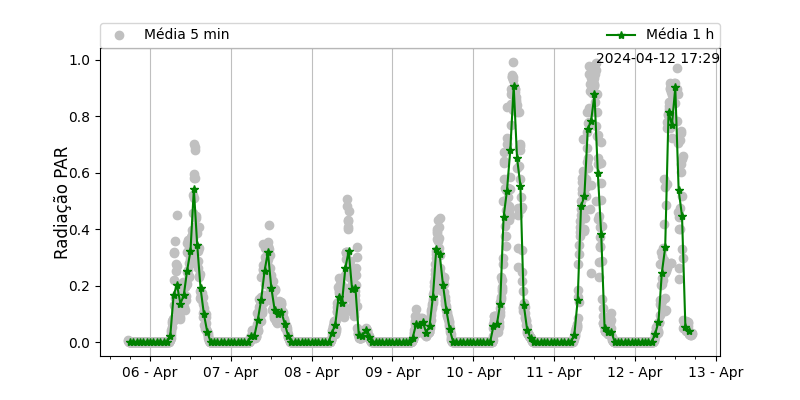 Média 5 min
Média 1 h
2024-04-12 17:29
Radiação PAR
1.0
0.8
0.6
0.4
0.2
0.0
06 - Apr
07 - Apr
08 - Apr
09 - Apr
10 - Apr
11 - Apr
12 - Apr
13 - Apr